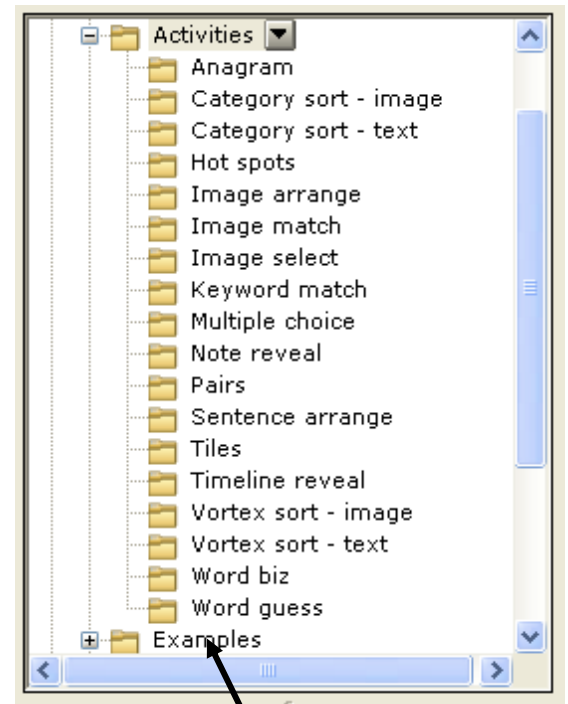 Activities
Anagram
Category sort - image
Category sort - text
Hot spots
Image arrange
Image match
Image select
Keyword match
Multiple choice
Note reveal
Pairs
Sentence arrange
Tiles
Timeline reveal
Vortex sort - image
Vortex sort - text
Word biz
Word guess
Examples